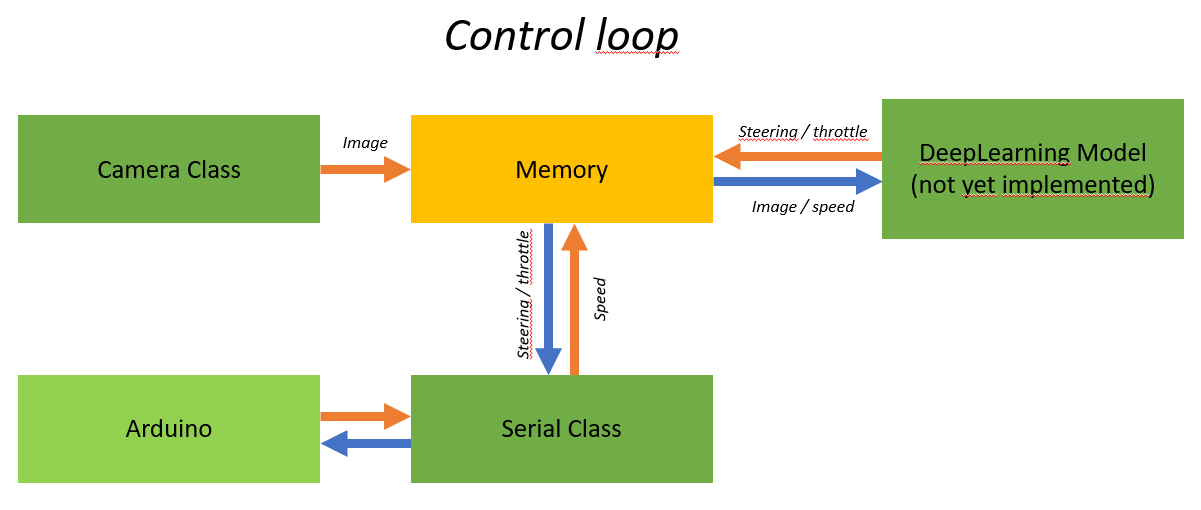 Control loop
Camera Class
Image
Memory
Steering / throttle
Image / speed
DeepLearning Model
(not yet implemented)
Steering / throttle
Speed
Arduino
Serial Class